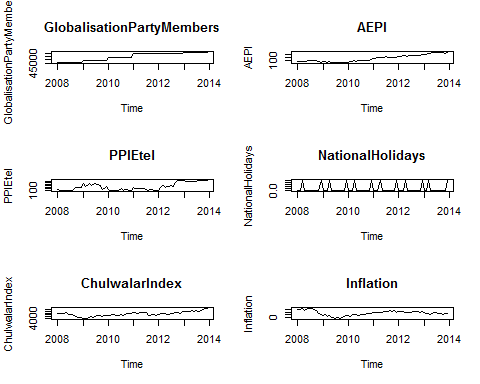 GlobalisationPartyMembers
GlobalisationPartyMembe
45000
2008 2010 2012 2014
Time
AEPI
AEPI
100
2008 2010 2012 2014
Time
PPIEtel
PPIEtel
100
2008 2010 2012 2014
Time
NationalHolidays
NationalHolidays
0.0
2008 2010 2012 2014
Time
ChulwalarIndex
ChulwalarIndex
4000
2008 2010 2012 2014
Time
Inflation
Inflation
0
2008 2010 2012 2014
Time